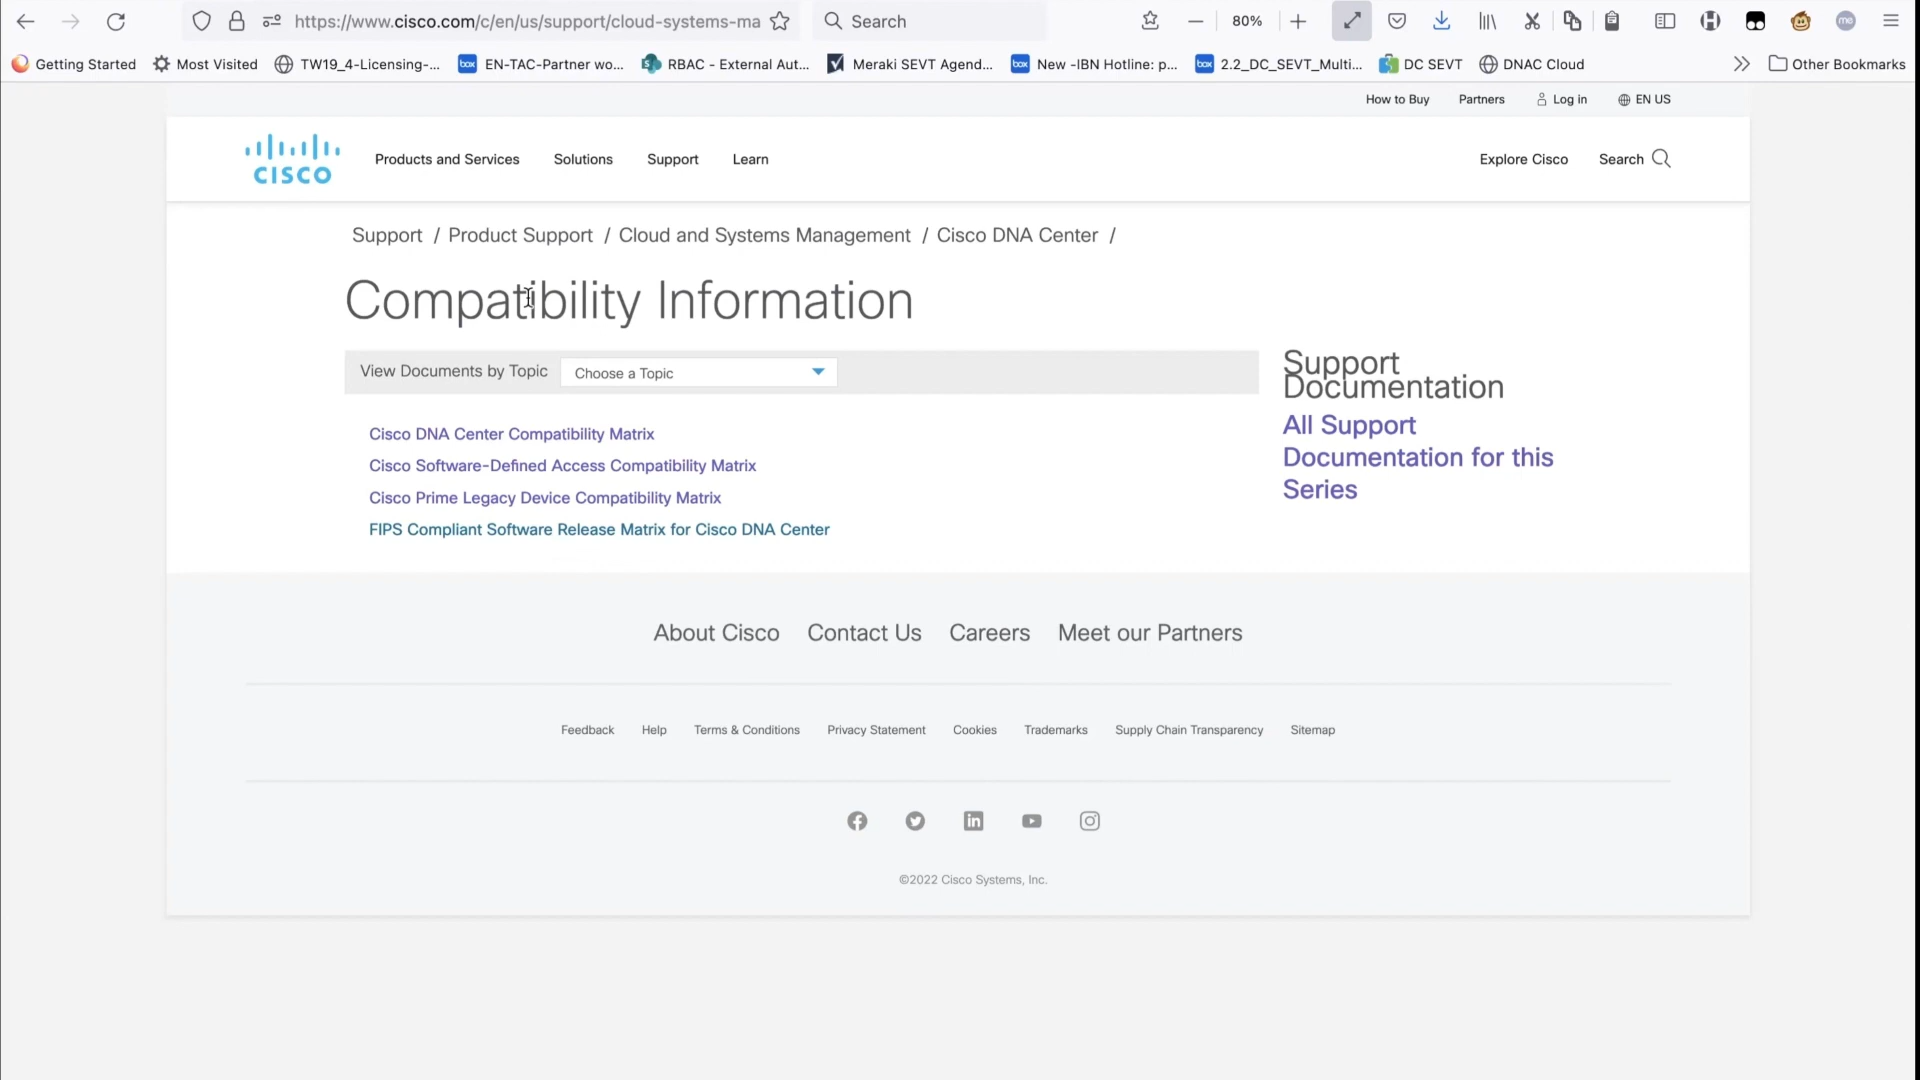 https://www.cisco.com/c/en/us/support/cloud-systems-ma
Search
80%
Getting Started
Most Visited
TW19_4-Licensing-...
box EN-TAC-Partner wo...
RBAC - External Aut...
Meraki SEVT Agend...
box New -IBN Hotline: p...
box 2.2_DC_SEVT_Multi...
DC SEVT
DNAC Cloud
Other Bookmarks
How to Buy
Partners
Log in
EN US
CISCO
Products and Services
Solutions
Support
Learn
Explore Cisco
Search
Support / Product Support / Cloud and Systems Management / Cisco DNA Center /
Compatibility Information
View Documents by Topic
Choose a Topic
Cisco DNA Center Compatibility Matrix
Cisco Software-Defined Access Compatibility Matrix
Cisco Prime Legacy Device Compatibility Matrix
FIPS Compliant Software Release Matrix for Cisco DNA Center
Support
Documentation
All Support
Documentation for this
Series
About Cisco
Contact Us
Careers
Meet our Partners
Feedback
Help
Terms & Conditions
Privacy Statement
Cookies
Trademarks
Supply Chain Transparency
Sitemap
©2022 Cisco Systems, Inc.